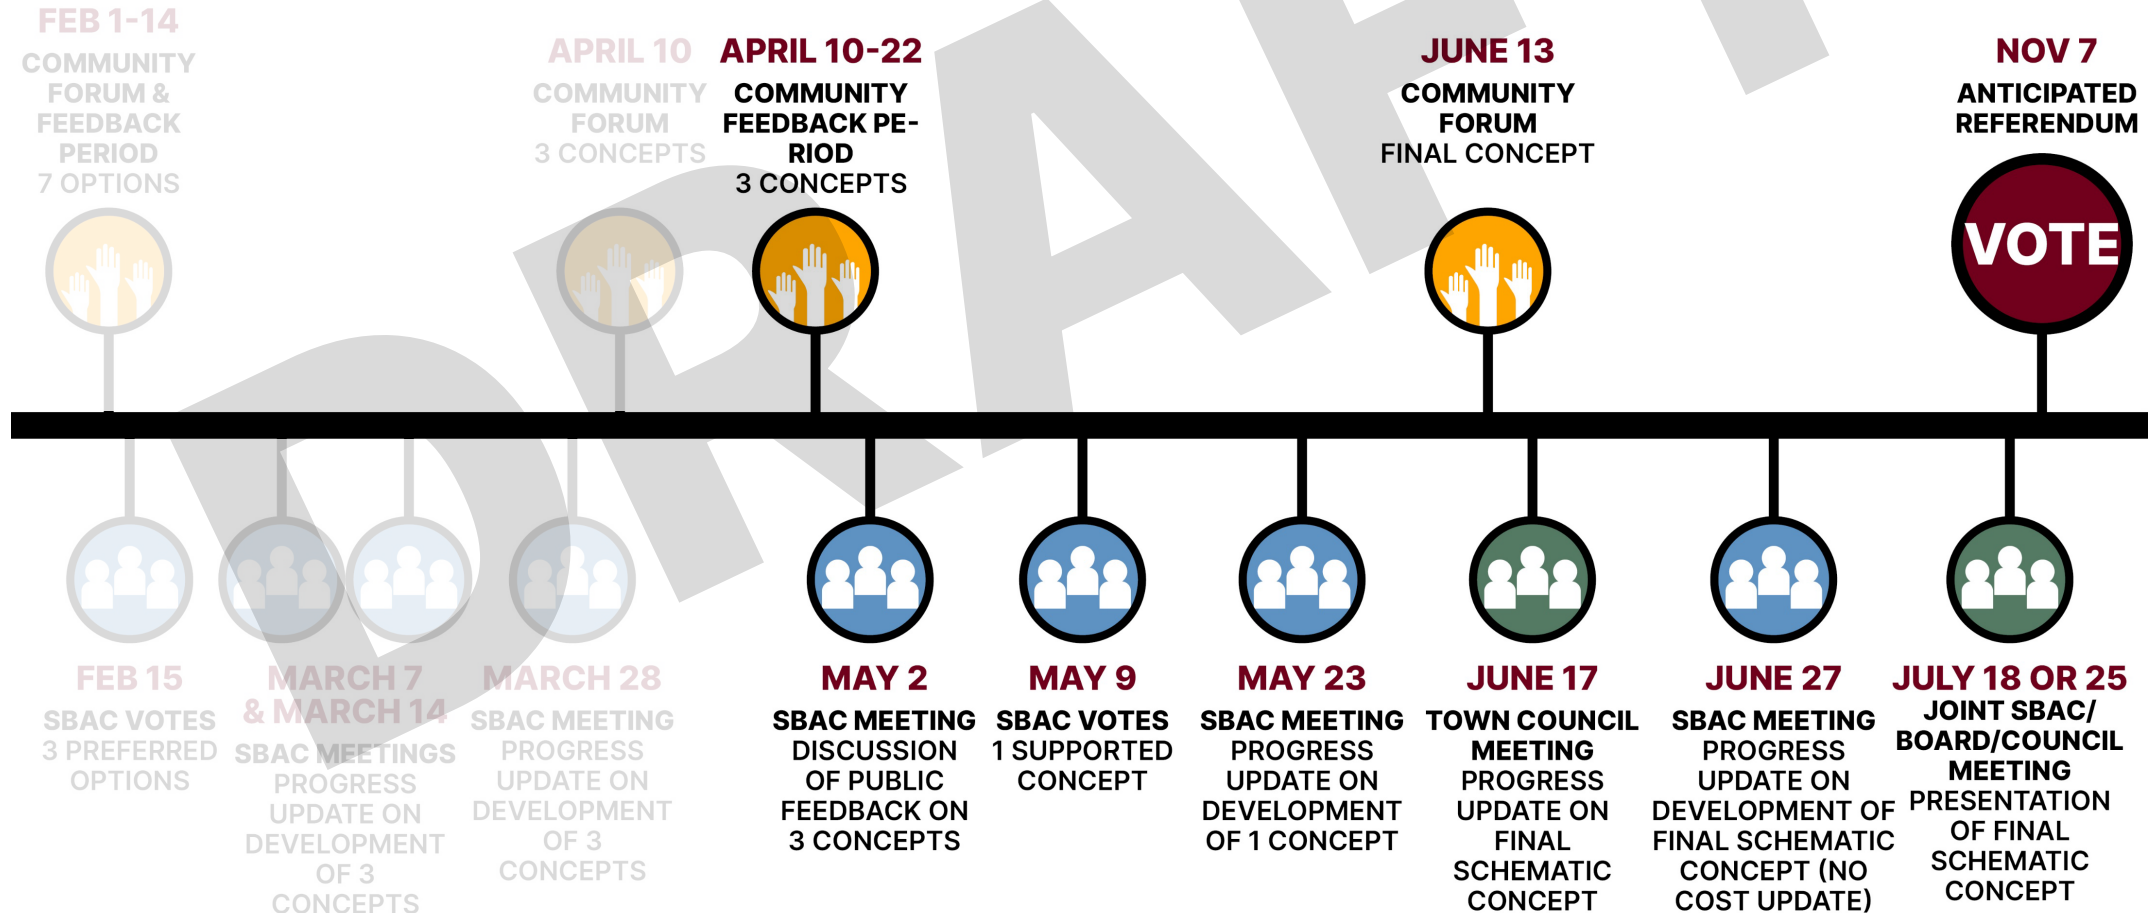 FEB 1-14
COMMUNITY
FORUM &
FEEDBACK
PERIOD
7 OPTIONS
APRIL 10
COMMUNITY
FORUM
3 CONCEPTS
APRIL 10-22
COMMUNITY
FEEDBACK PE-
RIOD
3 CONCEPTS
JUNE 13
COMMUNITY
FORUM
FINAL CONCEPT
NOV 7
ANTICIPATED
REFERENDUM
VOTE
DRAFT
FEB 15
SBAC VOTES
3 PREFERRED
OPTIONS
MARCH 7
& MARCH 14
SBAC MEETINGS
PROGRESS
UPDATE ON
DEVELOPMENT
OF 3
CONCEPTS
MARCH 28
SBAC MEETING
PROGRESS
UPDATE ON
DEVELOPMENT
OF 3
CONCEPTS
MAY 2
SBAC MEETING
DISCUSSION
OF PUBLIC
FEEDBACK ON
3 CONCEPTS
MAY 9
SBAC VOTES
1 SUPPORTED
CONCEPT
MAY 23
SBAC MEETING
PROGRESS
UPDATE ON
DEVELOPMENT
OF 1 CONCEPT
JUNE 17
TOWN COUNCIL
MEETING
PROGRESS
UPDATE ON
FINAL
SCHEMATIC
CONCEPT
JUNE 27
SBAC MEETING
PROGRESS
UPDATE ON
DEVELOPMENT OF
FINAL SCHEMATIC
CONCEPT (NO
COST UPDATE)
JULY 18 OR 25
JOINT SBAC/
BOARD/COUNCIL
MEETING
PRESENTATION
OF FINAL
SCHEMATIC
CONCEPT